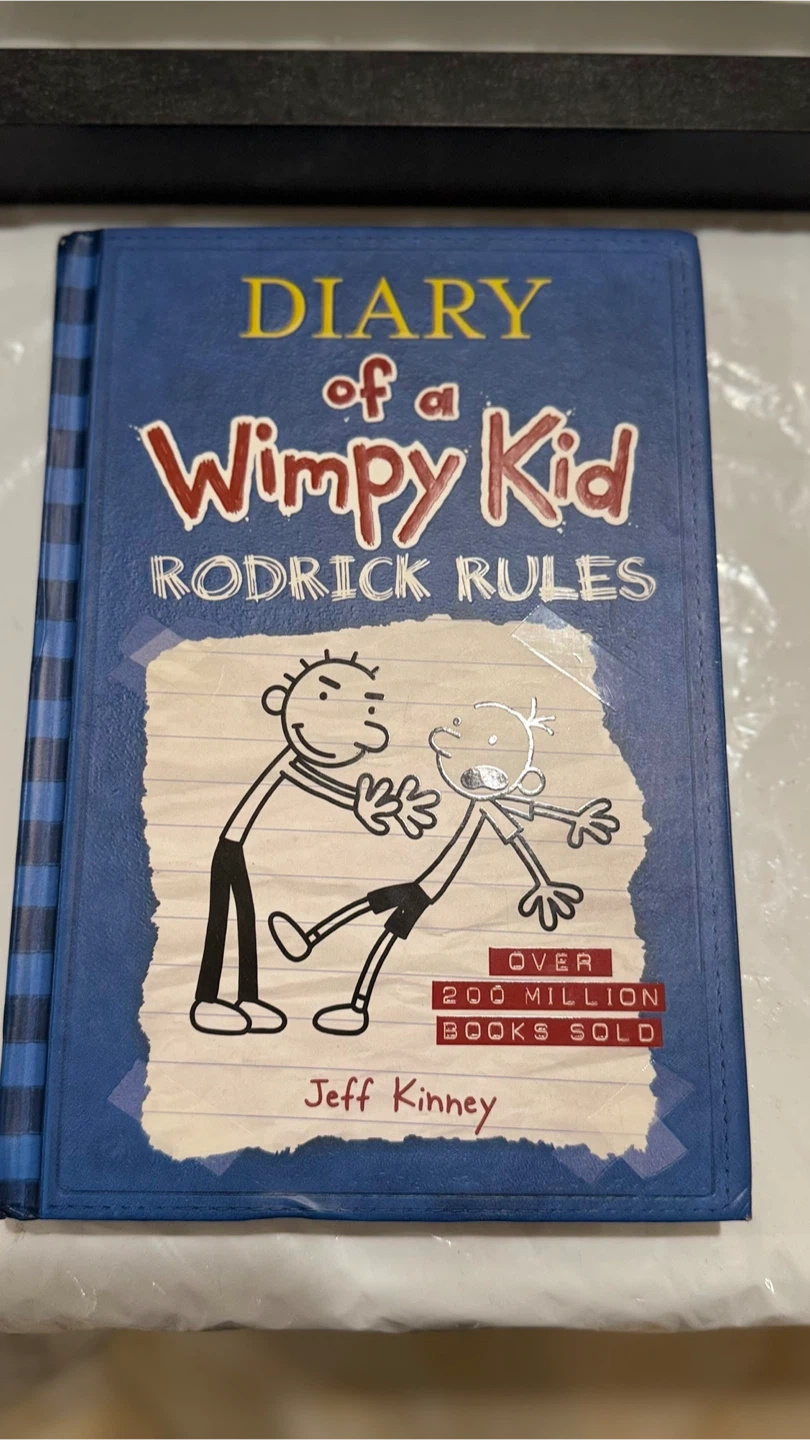 DIARY
of a
Wimpy Kid
RODRICK RULES
OVER
200 MILLION
BOOKS SOLD
Jeff Kinney